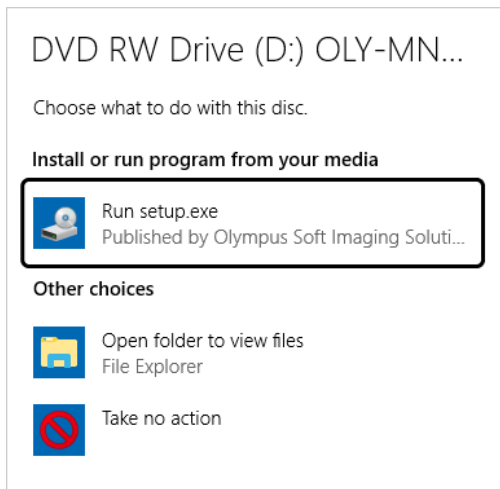 DVD RW Drive (D:) OLY-MN...
Choose what to do with this disc.
Install or run program from your media
Run setup.exe
Published by Olympus Soft Imaging Soluti...
Other choices
Open folder to view files
File Explorer
Take no action